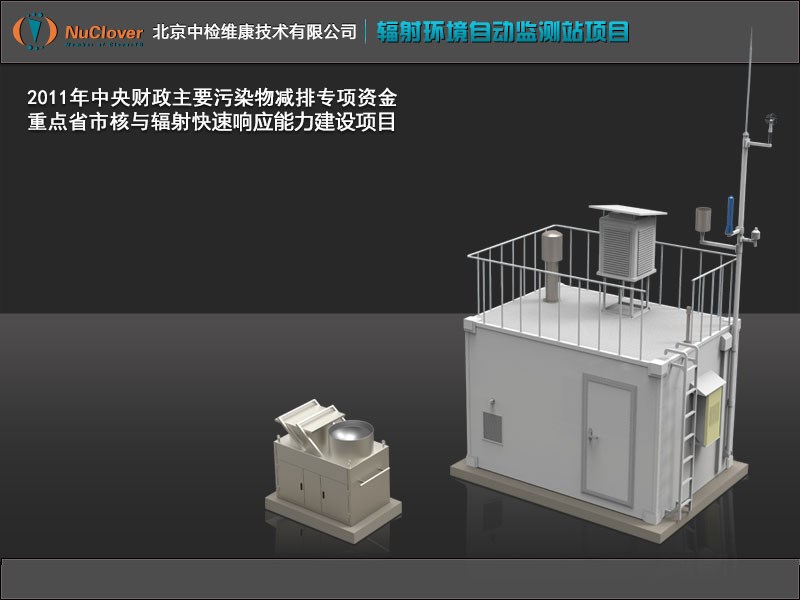 NuClover 北京中检维康技术有限公司 辐射环境自动监测站项目
2011年中央财政主要污染物减排专项资金
重点省市核与辐射快速响应能力建设项目